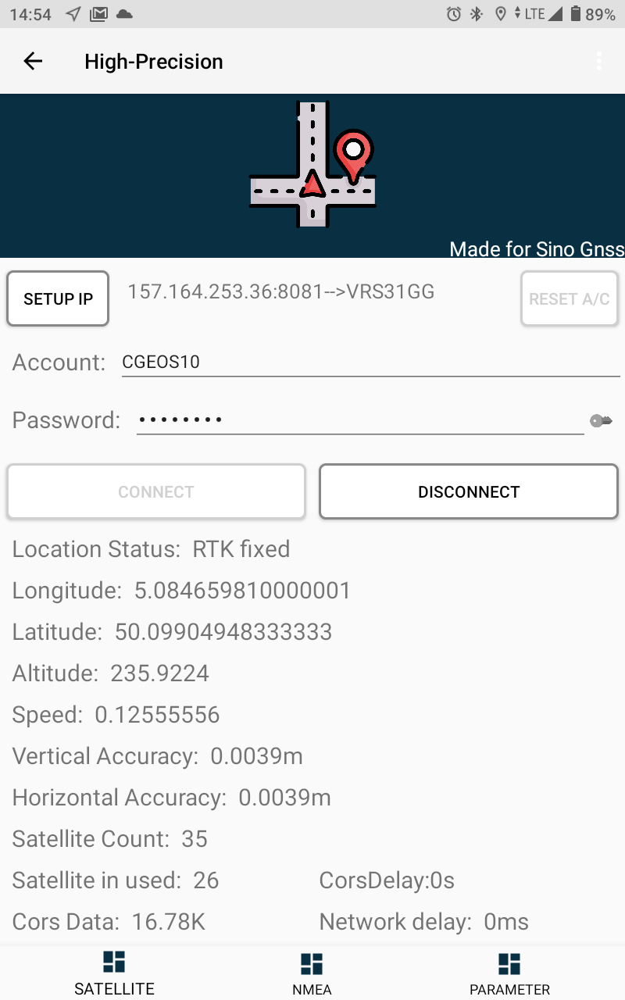 14:54 LTE 89%
High-Precision
Made for Sino Gnss
SETUP IP 157.164.253.36:8081-->VRS31GG RESET A/C
Account: CGEOS10
Password: ••••••••
CONNECT DISCONNECT
Location Status: RTK fixed
Longitude: 5.084659810000001
Latitude: 50.09904948333333
Altitude: 235.9224
Speed: 0.12555556
Vertical Accuracy: 0.0039m
Horizontal Accuracy: 0.0039m
Satellite Count: 35
Satellite in used: 26 CorsDelay:0s
Cors Data: 16.78K Network delay: 0ms
SATELLITE NMEA PARAMETER